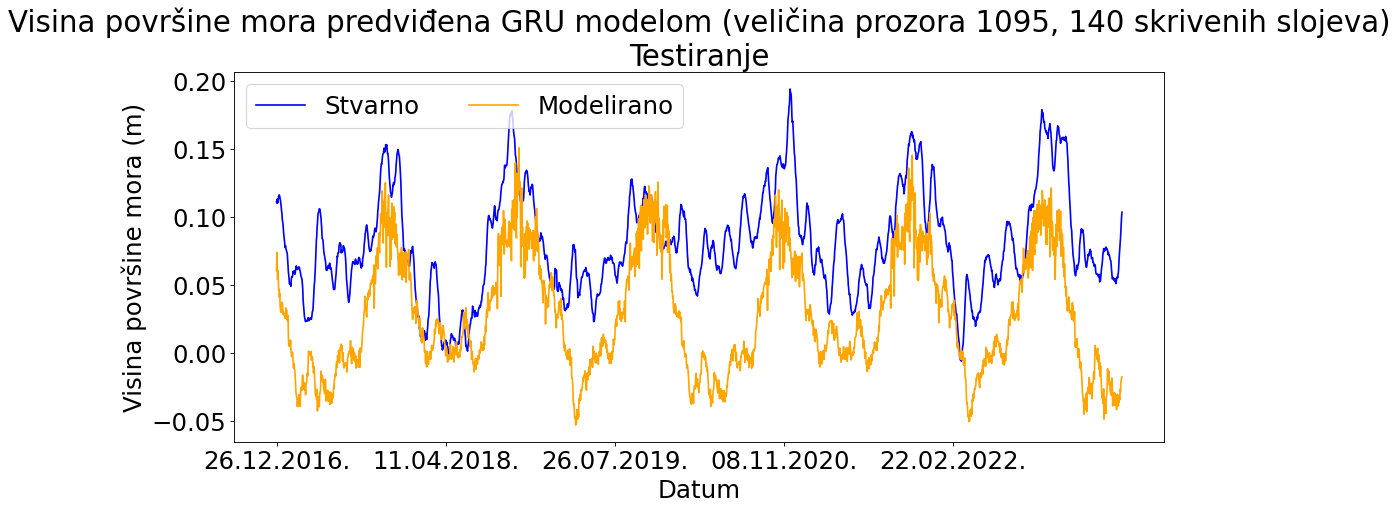 Visina površine mora predviđena GRU modelom (veličina prozora 1095, 140 skrivenih slojeva)
Testiranje
Stvarno Modelirano
Visina površine mora (m)
0.20
0.15
0.10
0.05
0.00
−0.05
26.12.2016. 11.04.2018. 26.07.2019. 08.11.2020. 22.02.2022.
Datum